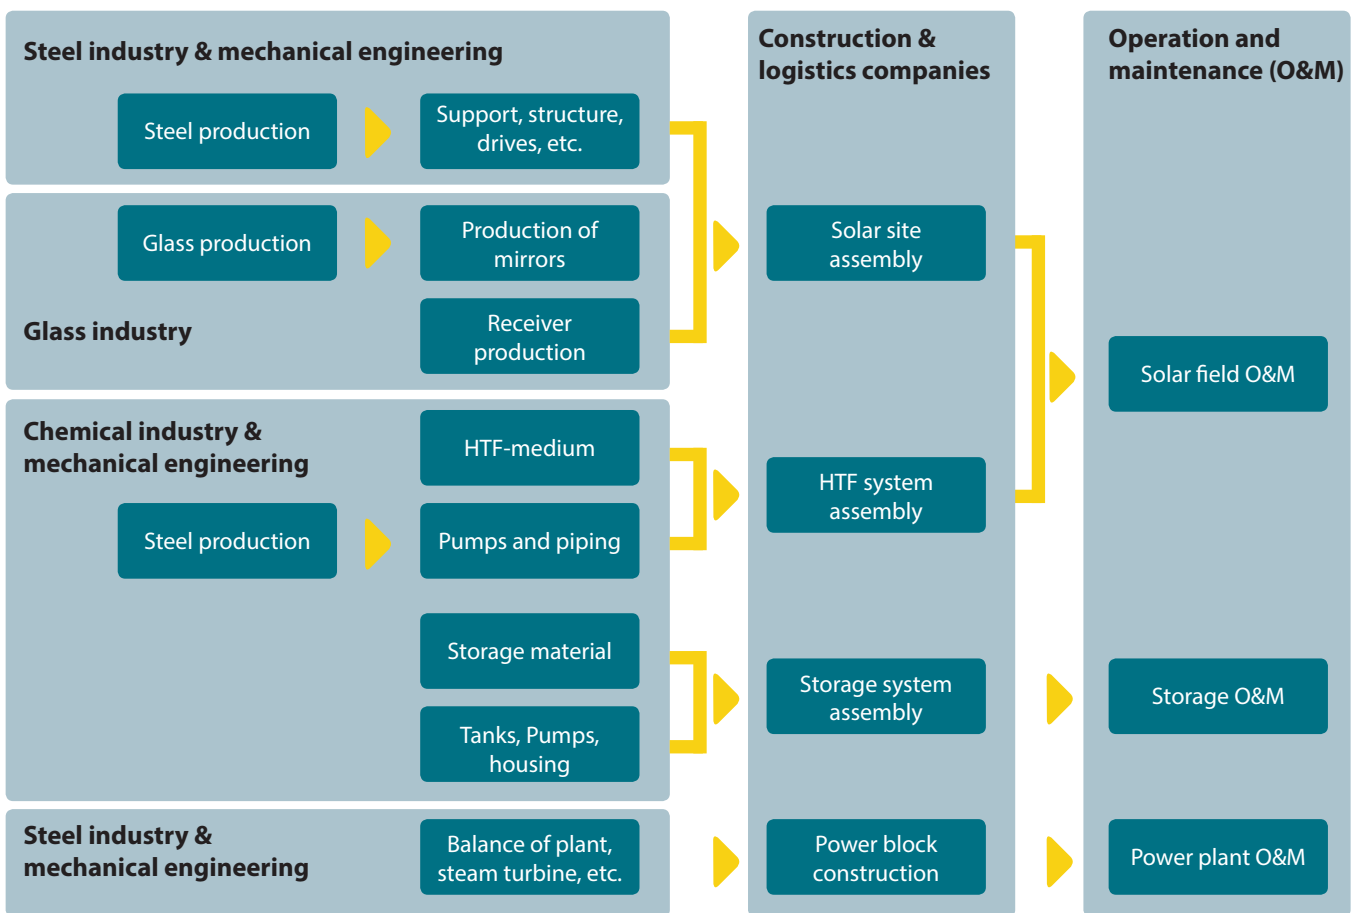 Steel industry & mechanical engineering
Steel production
Support, structure,
drives, etc.
Glass production
Production of
mirrors
Glass industry
Receiver
production
Chemical industry &
mechanical engineering
HTF-medium
Steel production
Pumps and piping
Storage material
Tanks, Pumps,
housing
Steel industry &
mechanical engineering
Balance of plant,
steam turbine, etc.
Construction &
logistics companies
Solar site
assembly
HTF system
assembly
Storage system
assembly
Power block
construction
Operation and
maintenance (O&M)
Solar field O&M
Storage O&M
Power plant O&M